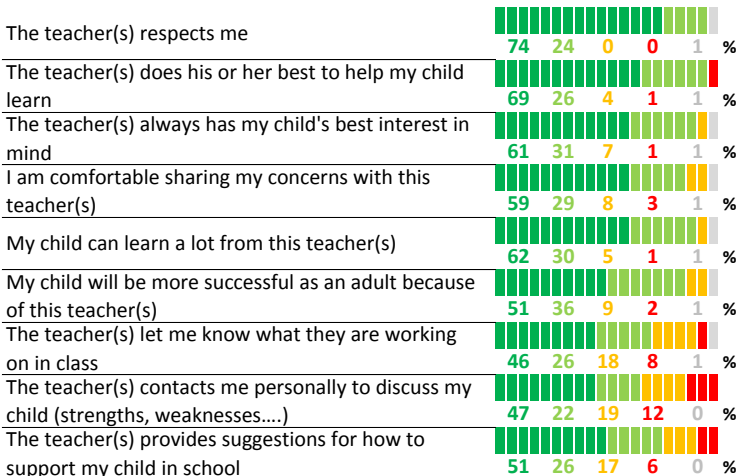 The teacher(s) respects me
74 24 0 0 1 %
The teacher(s) does his or her best to help my child
learn
69 26 4 1 1 %
The teacher(s) always has my child's best interest in
mind
61 31 7 1 1 %
I am comfortable sharing my concerns with this
teacher(s)
59 29 8 3 1 %
My child can learn a lot from this teacher(s)
62 30 5 1 1 %
My child will be more successful as an adult because
of this teacher(s)
51 36 9 2 1 %
The teacher(s) let me know what they are working
on in class
46 26 18 8 1 %
The teacher(s) contacts me personally to discuss my
child (strengths, weaknesses....)
47 22 19 12 0 %
The teacher(s) provides suggestions for how to
support my child in school
51 26 17 6 0 %